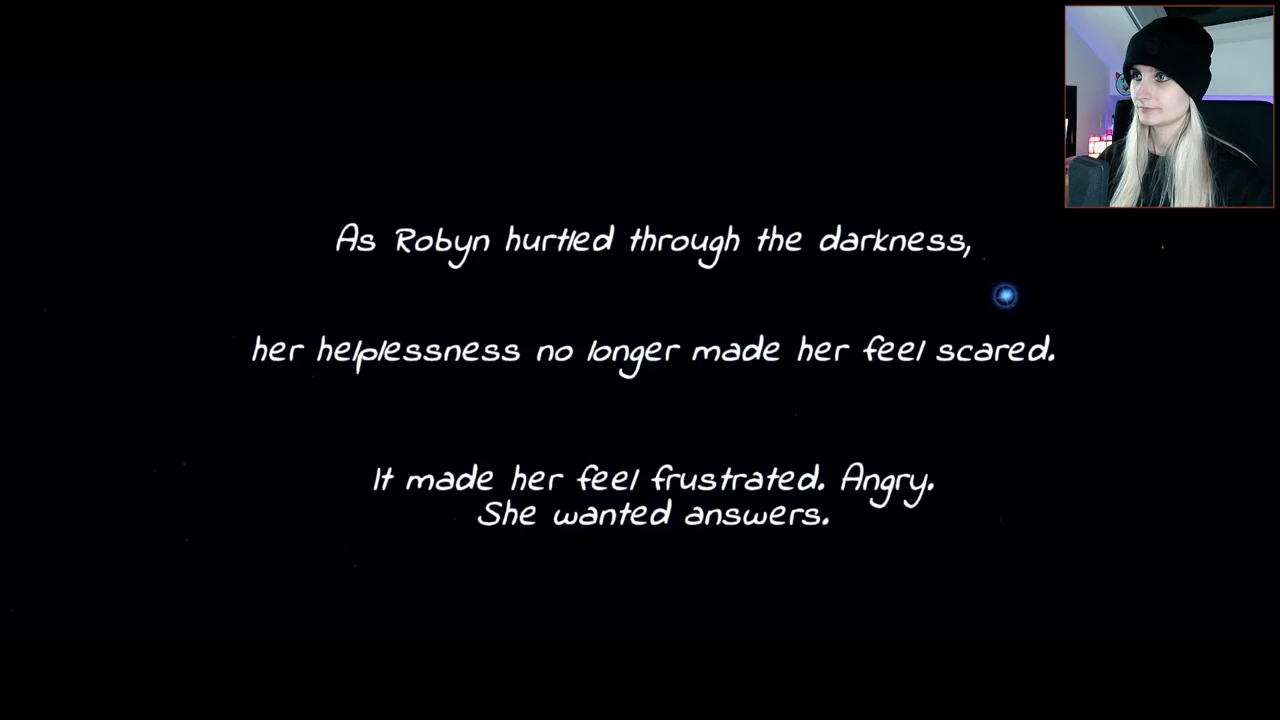 As Robyn hurtled through the darkness,
her helplessness no longer made her feel scared.
It made her feel frustrated. Angry.
She wanted answers.